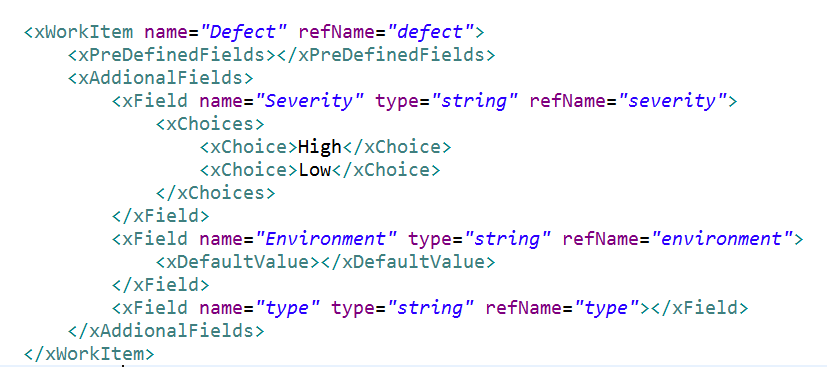 <xWorkItem name="Defect" refName="defect">
<xPreDefinedFields></xPreDefinedFields>
<xAddionalFields>
<xField name="Severity" type="string" refName="severity">
<xChoices>
<xChoice>High</xChoice>
<xChoice>Low</xChoice>
</xChoices>
</xField>
<xField name="Environment" type="string" refName="environment">
<xDefaultValue></xDefaultValue>
</xField>
<xField name="type" type="string" refName="type"></xField>
</xAddionalFields>
</xWorkItem>